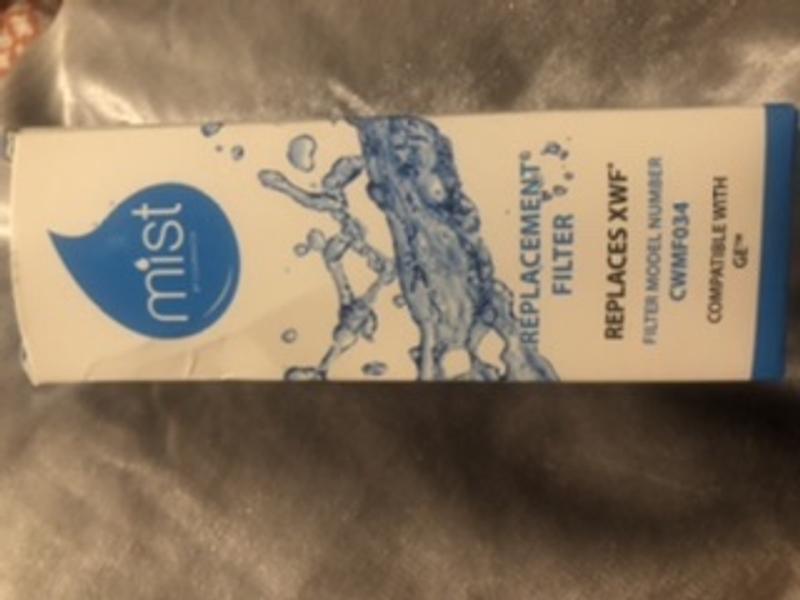 mist
REPLACEMENT®
FILTER
REPLACES XWF*
FILTER MODEL NUMBER
CWMF034
COMPATIBLE WITH
GE™